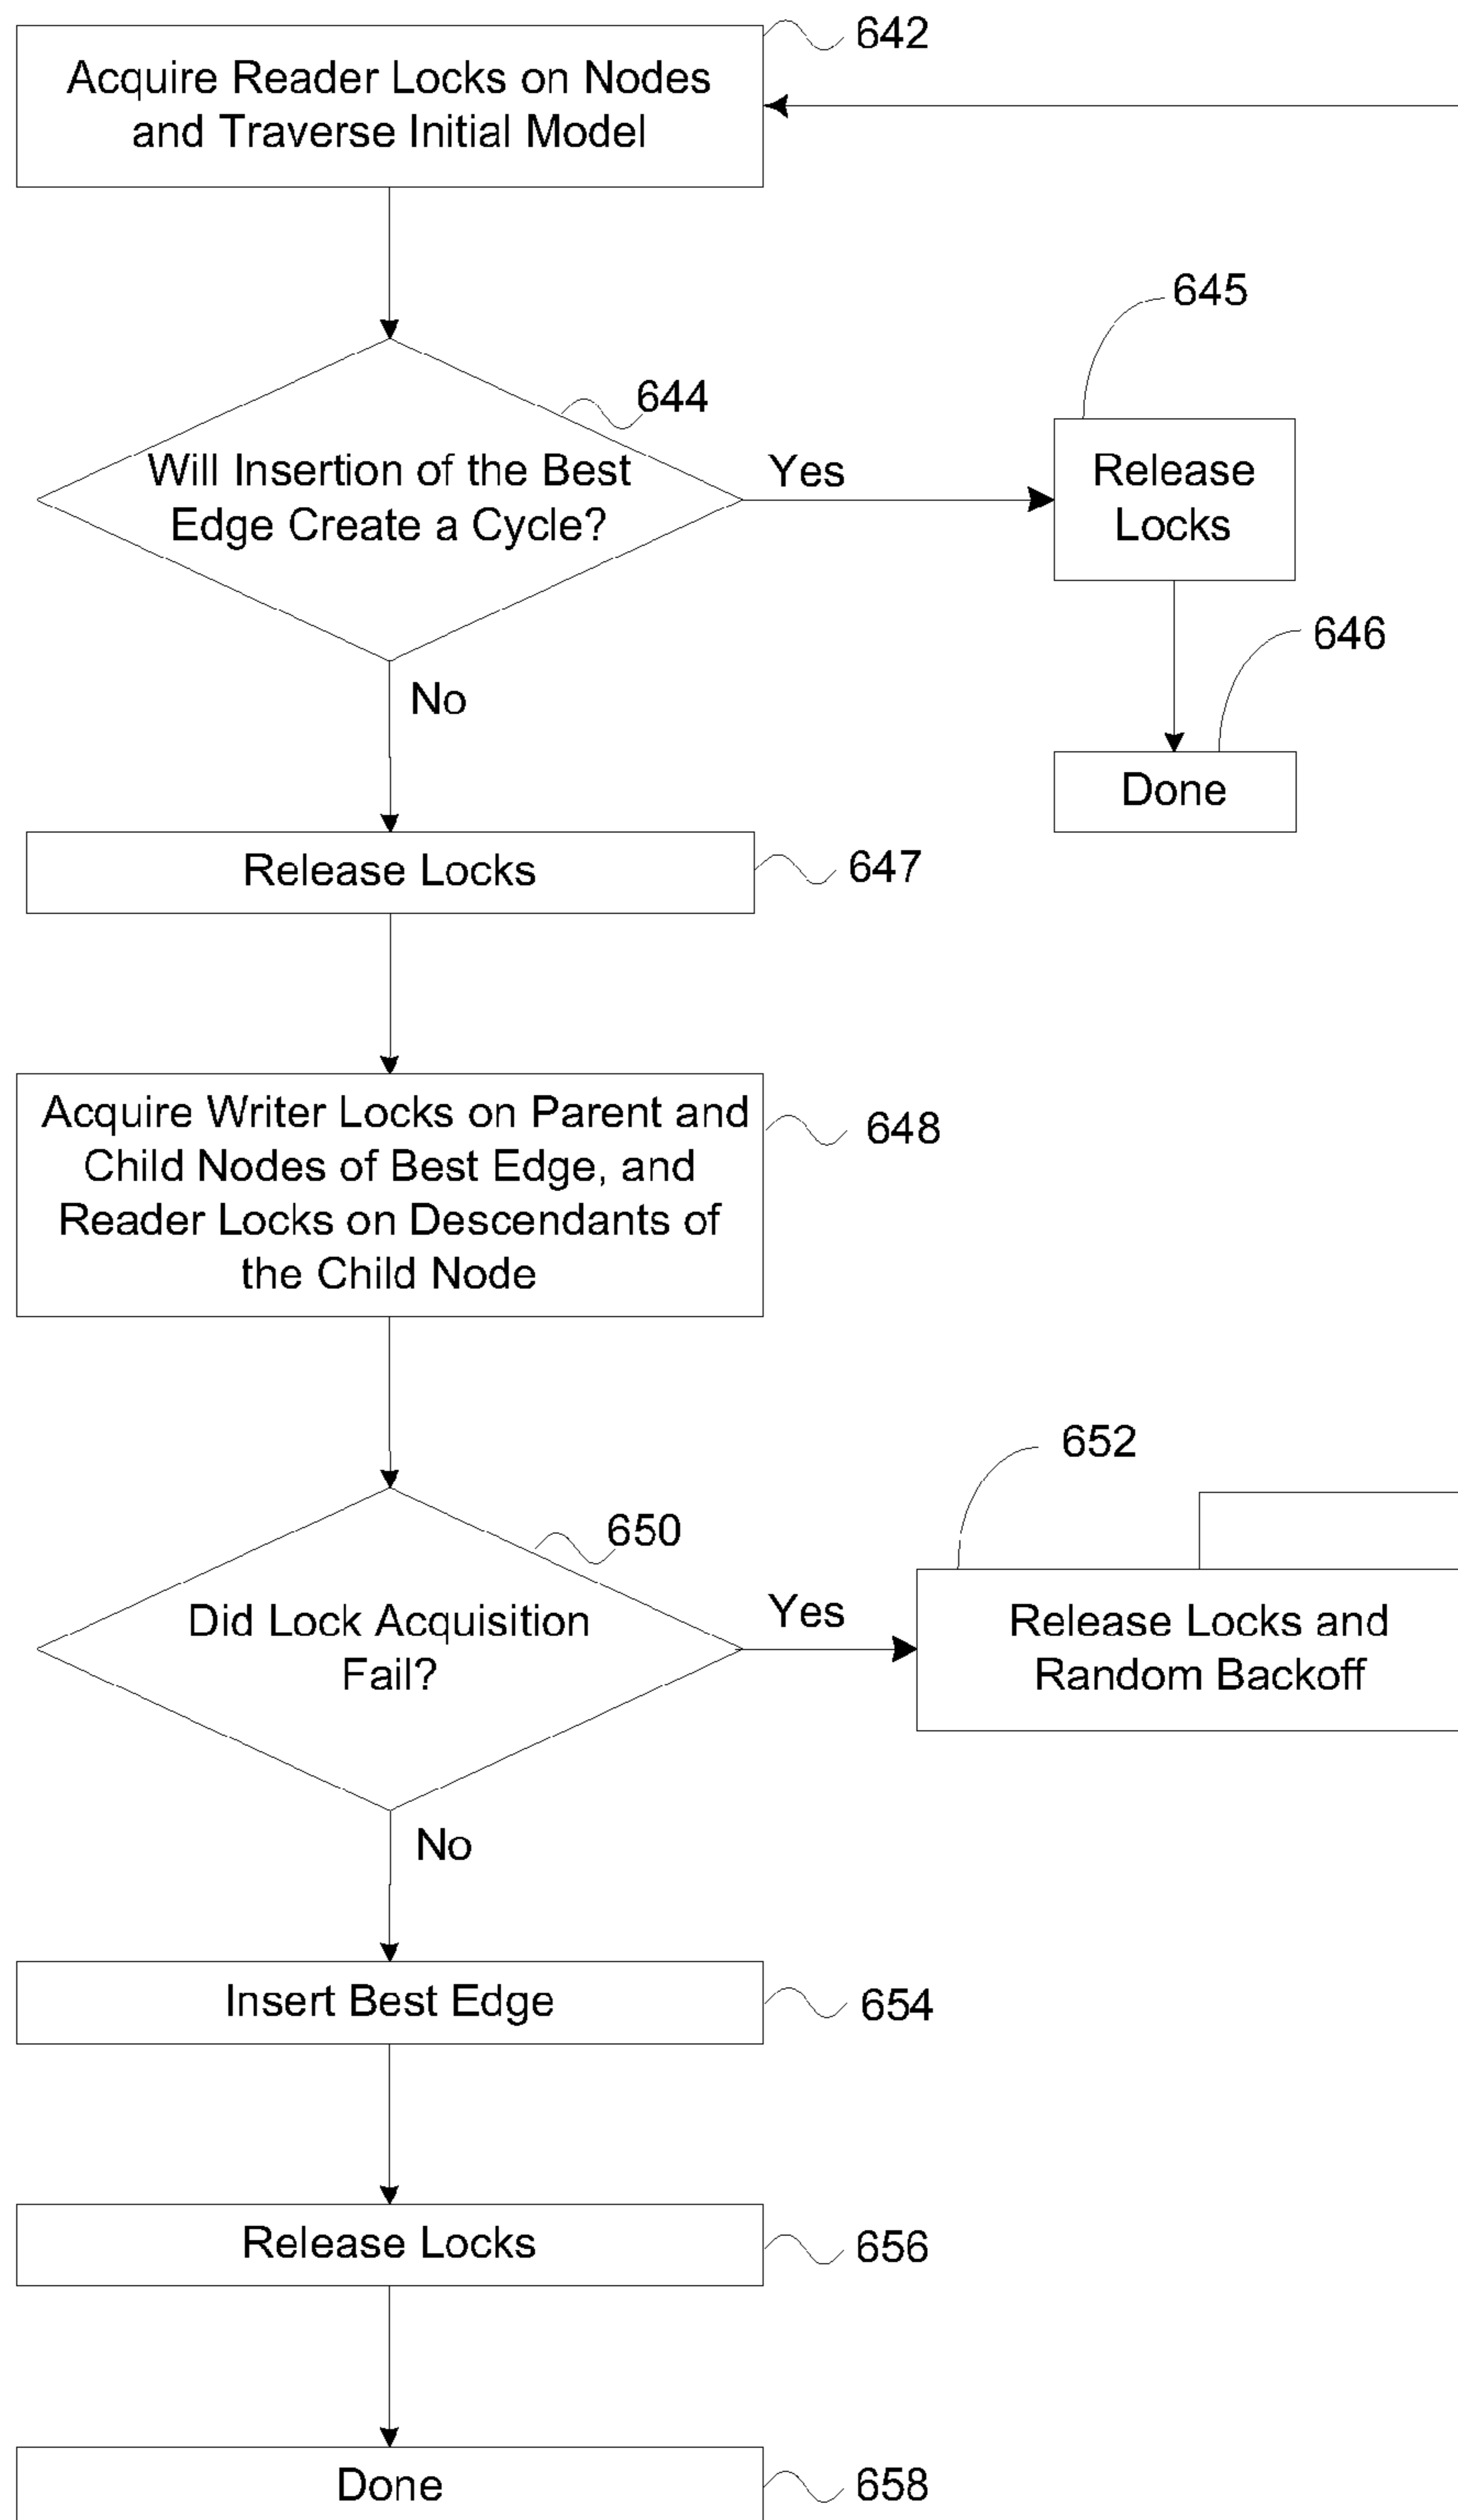 Acquire Reader Locks on Nodes
and Traverse Initial Model
642
Will Insertion of the Best
Edge Create a Cycle?
644
Yes
No
645
Release
Locks
646
Done
Release Locks
647
Acquire Writer Locks on Parent and
Child Nodes of Best Edge, and
Reader Locks on Descendants of
the Child Node
648
Did Lock Acquisition
Fail?
650
Yes
No
652
Release Locks and
Random Backoff
Insert Best Edge
654
Release Locks
656
Done
658